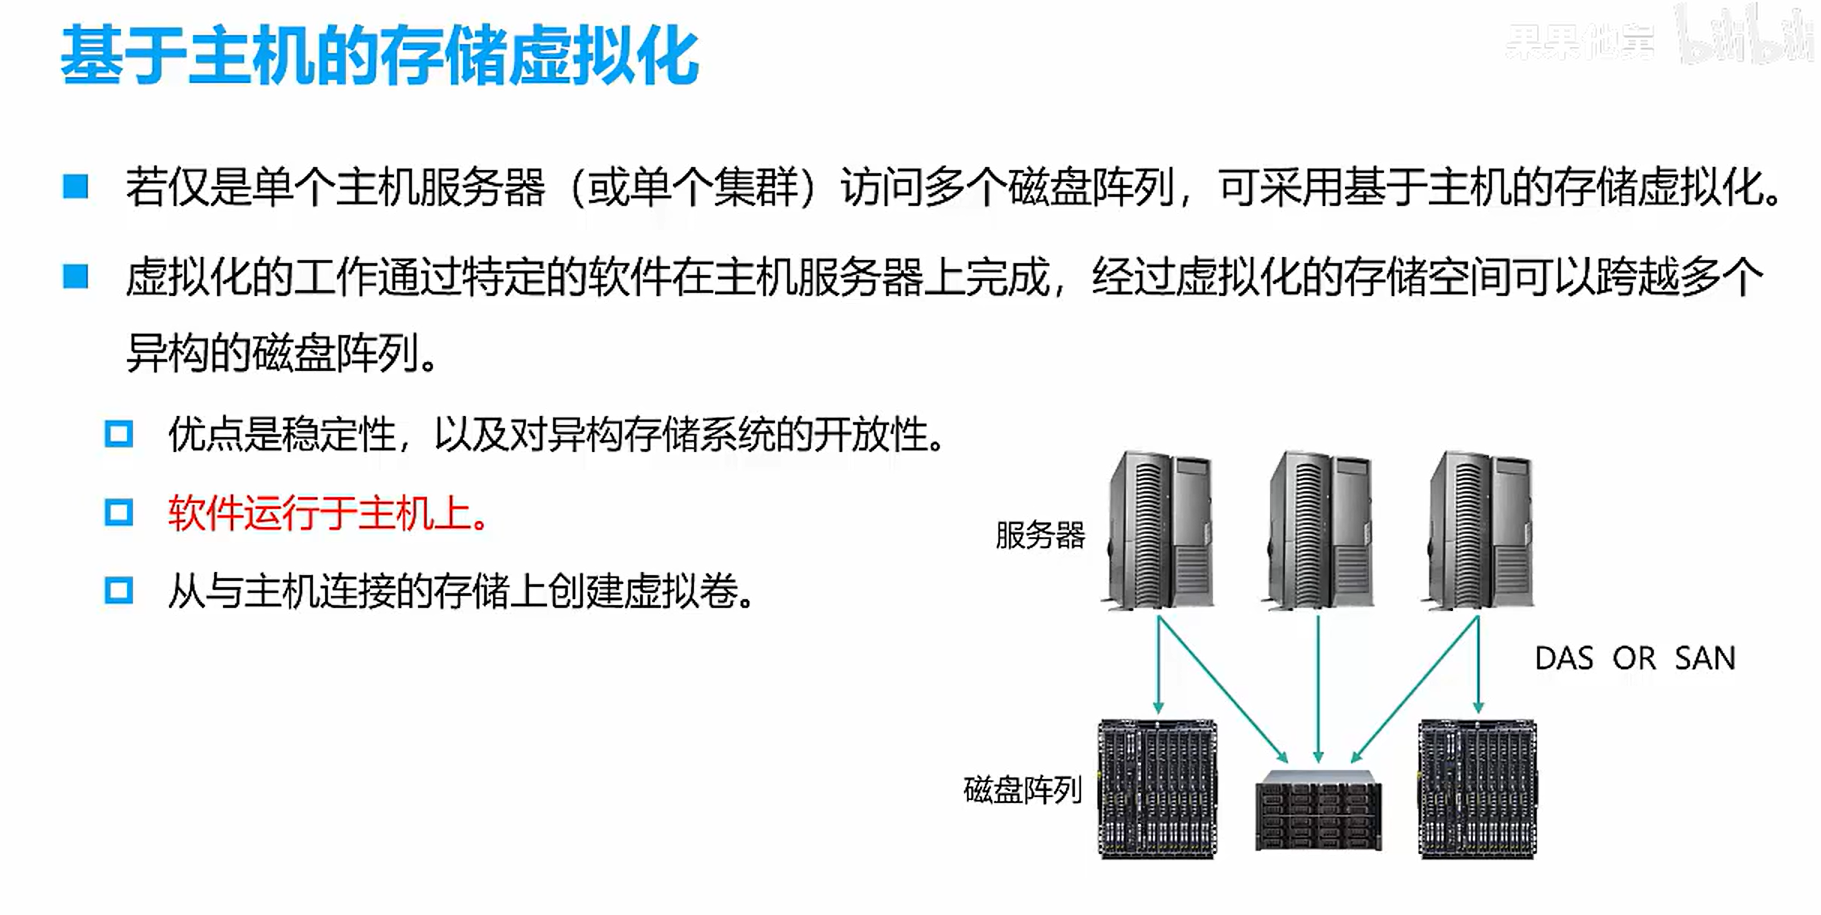 基于主机的存储虚拟化
果果他舅 bilibili
若仅是单个主机服务器（或单个集群）访问多个磁盘阵列，可采用基于主机的存储虚拟化。
虚拟化的工作通过特定的软件在主机服务器上完成，经过虚拟化的存储空间可以跨越多个
异构的磁盘阵列。
优点是稳定性，以及对异构存储系统的开放性。
软件运行于主机上。
从与主机连接的存储上创建虚拟卷。
服务器
DAS OR SAN
磁盘阵列